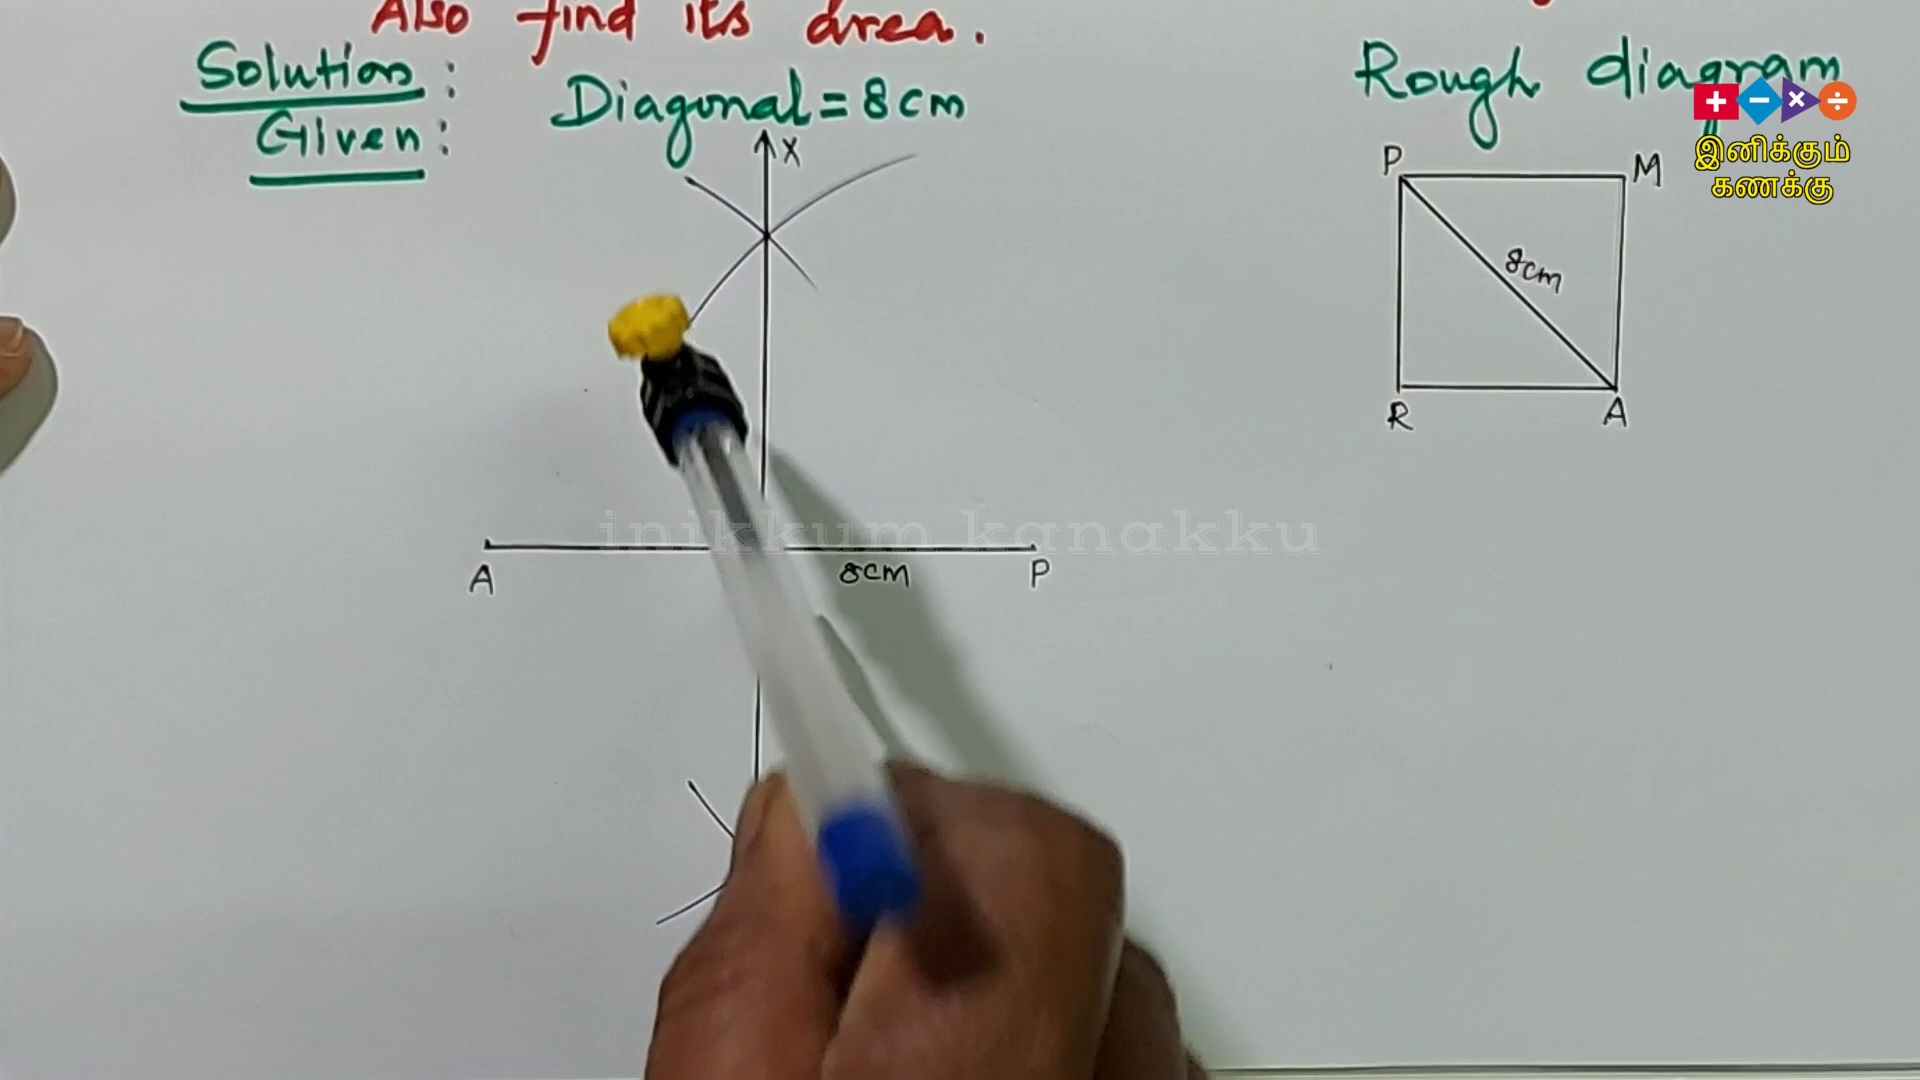 Also find its area.
Solution:
Given:
Diagonal = 8 cm
Rough diagram
இனிக்கும்
கணக்கு
X
P
M
8cm
R
A
inikkum kanakku
A
8cm
P